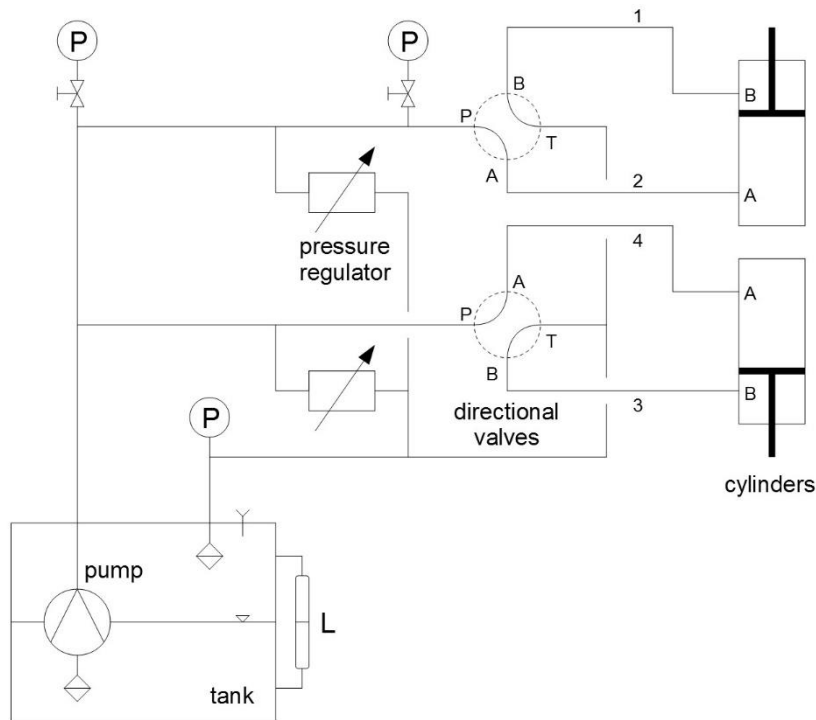 1
P
P
B
B
P
T
A
2
A
pressure
regulator
4
A
A
P
T
B
B
directional
valves
3
P
cylinders
pump
L
tank